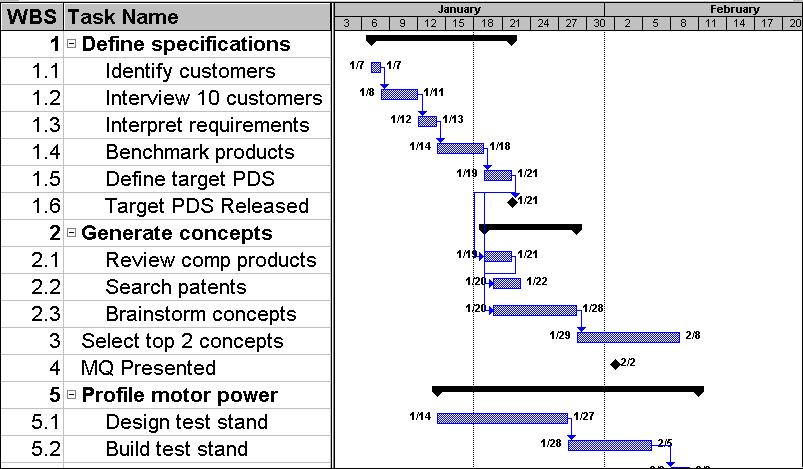 WBS Task Name January February
3 6 9 12 15 18 21 24 27 30 2 5 8 11 14 17 20
1 Define specifications
1.1 Identify customers 1/7 1/7
1.2 Interview 10 customers 1/8 1/11
1.3 Interpret requirements 1/12 1/13
1.4 Benchmark products 1/14 1/18
1.5 Define target PDS 1/19 1/21
1.6 Target PDS Released 1/21
2 Generate concepts
2.1 Review comp products 1/19 1/21
2.2 Search patents 1/20 1/22
2.3 Brainstorm concepts 1/20 1/28
3 Select top 2 concepts 1/29 2/8
4 MQ Presented 2/2
5 Profile motor power
5.1 Design test stand 1/14 1/27
5.2 Build test stand 1/28 2/5